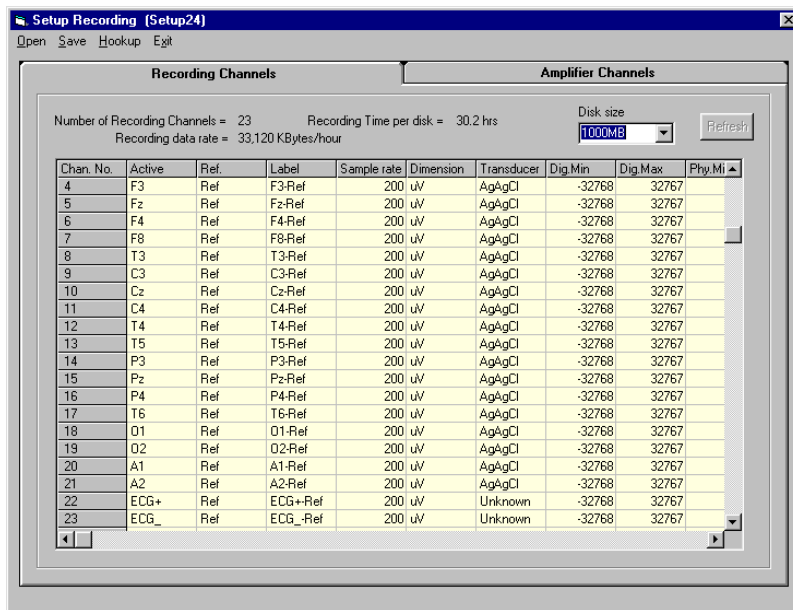 Setup Recording (Setup24)
Open Save Hookup Exit
Recording Channels Amplifier Channels
Number of Recording Channels = 23 Recording Time per disk = 30.2 hrs
Recording data rate = 33,120 KBytes/hour
Disk size
1000MB
Refresh
Chan. No. Active Ref. Label Sample rate Dimension Transducer Dig.Min Dig.Max Phy.Mi
4 F3 Ref F3-Ref 200 uV AgAgCl -32768 32767
5 Fz Ref Fz-Ref 200 uV AgAgCl -32768 32767
6 F4 Ref F4-Ref 200 uV AgAgCl -32768 32767
7 F8 Ref F8-Ref 200 uV AgAgCl -32768 32767
8 T3 Ref T3-Ref 200 uV AgAgCl -32768 32767
9 C3 Ref C3-Ref 200 uV AgAgCl -32768 32767
10 Cz Ref Cz-Ref 200 uV AgAgCl -32768 32767
11 C4 Ref C4-Ref 200 uV AgAgCl -32768 32767
12 T4 Ref T4-Ref 200 uV AgAgCl -32768 32767
13 T5 Ref T5-Ref 200 uV AgAgCl -32768 32767
14 P3 Ref P3-Ref 200 uV AgAgCl -32768 32767
15 Pz Ref Pz-Ref 200 uV AgAgCl -32768 32767
16 P4 Ref P4-Ref 200 uV AgAgCl -32768 32767
17 T6 Ref T6-Ref 200 uV AgAgCl -32768 32767
18 O1 Ref O1-Ref 200 uV AgAgCl -32768 32767
19 O2 Ref O2-Ref 200 uV AgAgCl -32768 32767
20 A1 Ref A1-Ref 200 uV AgAgCl -32768 32767
21 A2 Ref A2-Ref 200 uV AgAgCl -32768 32767
22 ECG+ Ref ECG+-Ref 200 uV Unknown -32768 32767
23 ECG_ Ref ECG_-Ref 200 uV Unknown -32768 32767